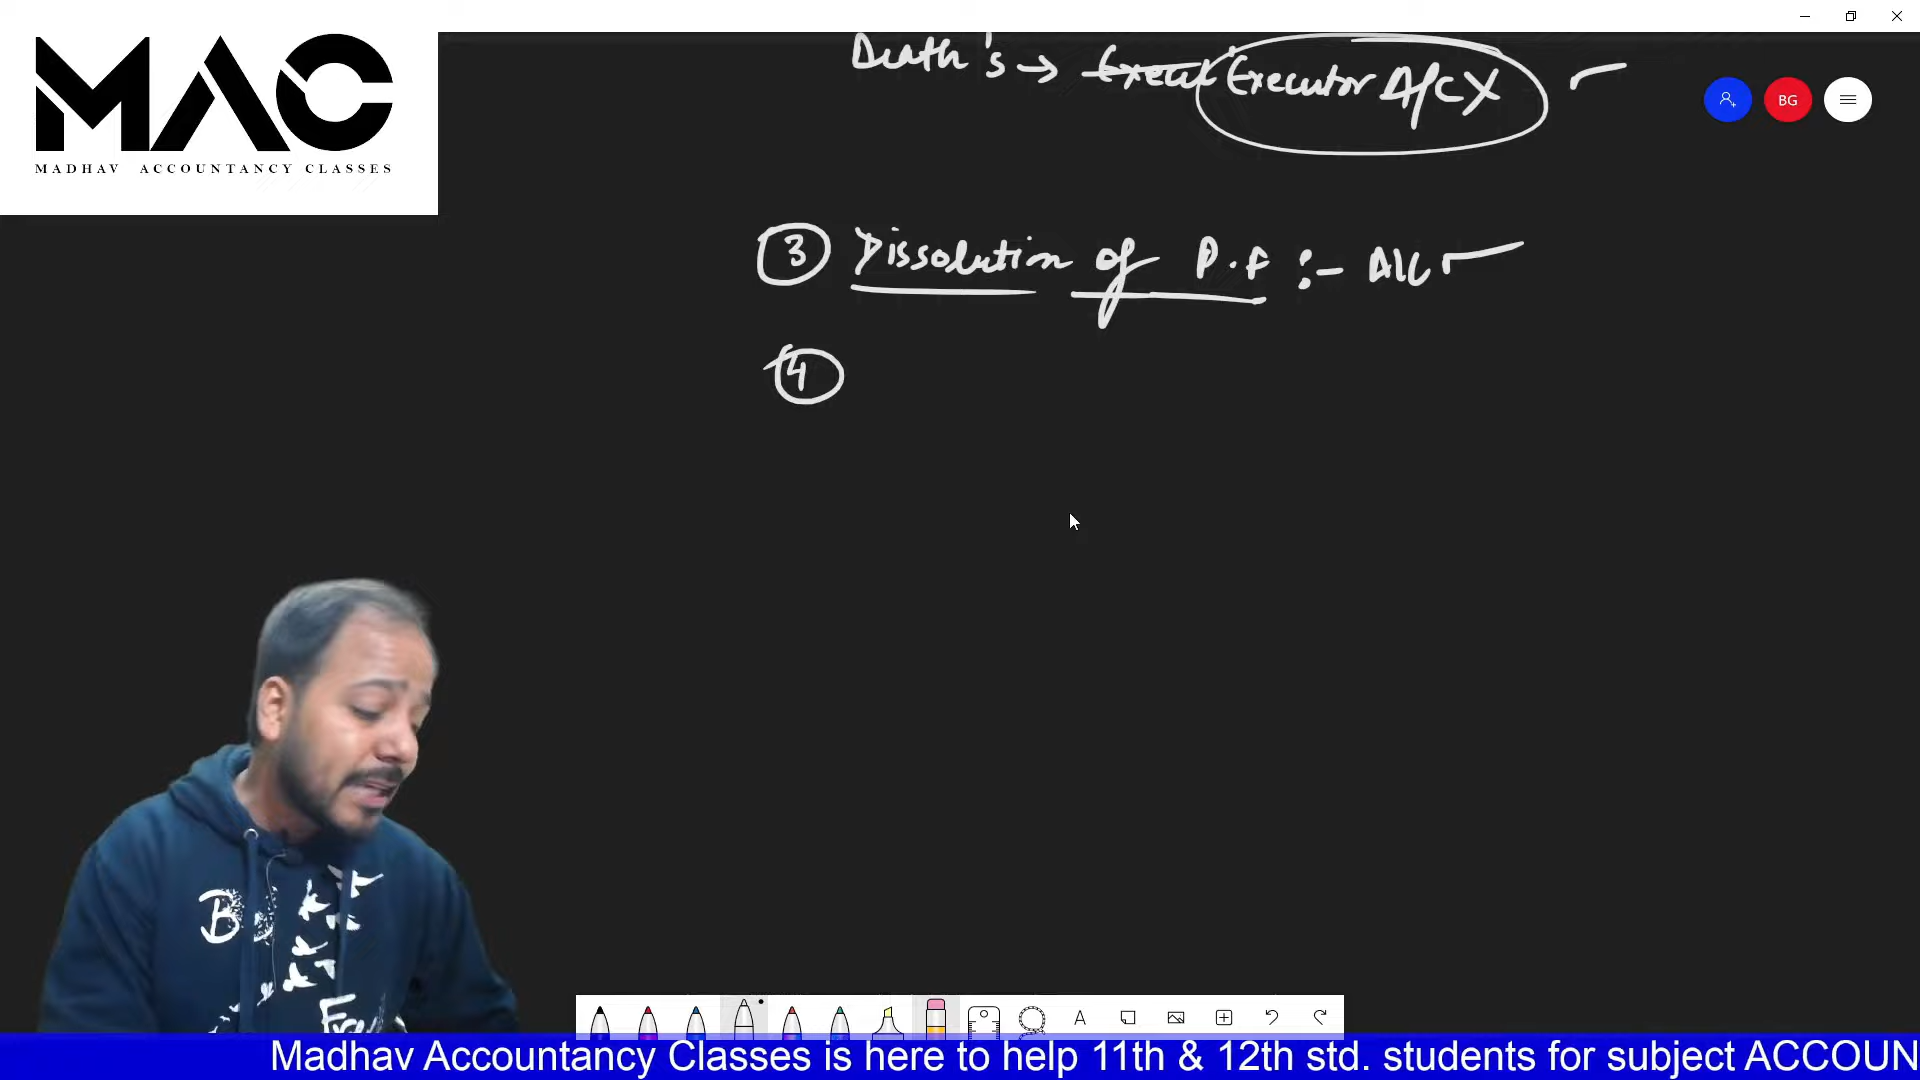 MAC
MADHAV ACCOUNTANCY CLASSES
Death's → Executor A/C X
BG
③ Dissolution of P.F :- A/C
④
A
Madhav Accountancy Classes is here to help 11th & 12th std. students for subject ACCOUN